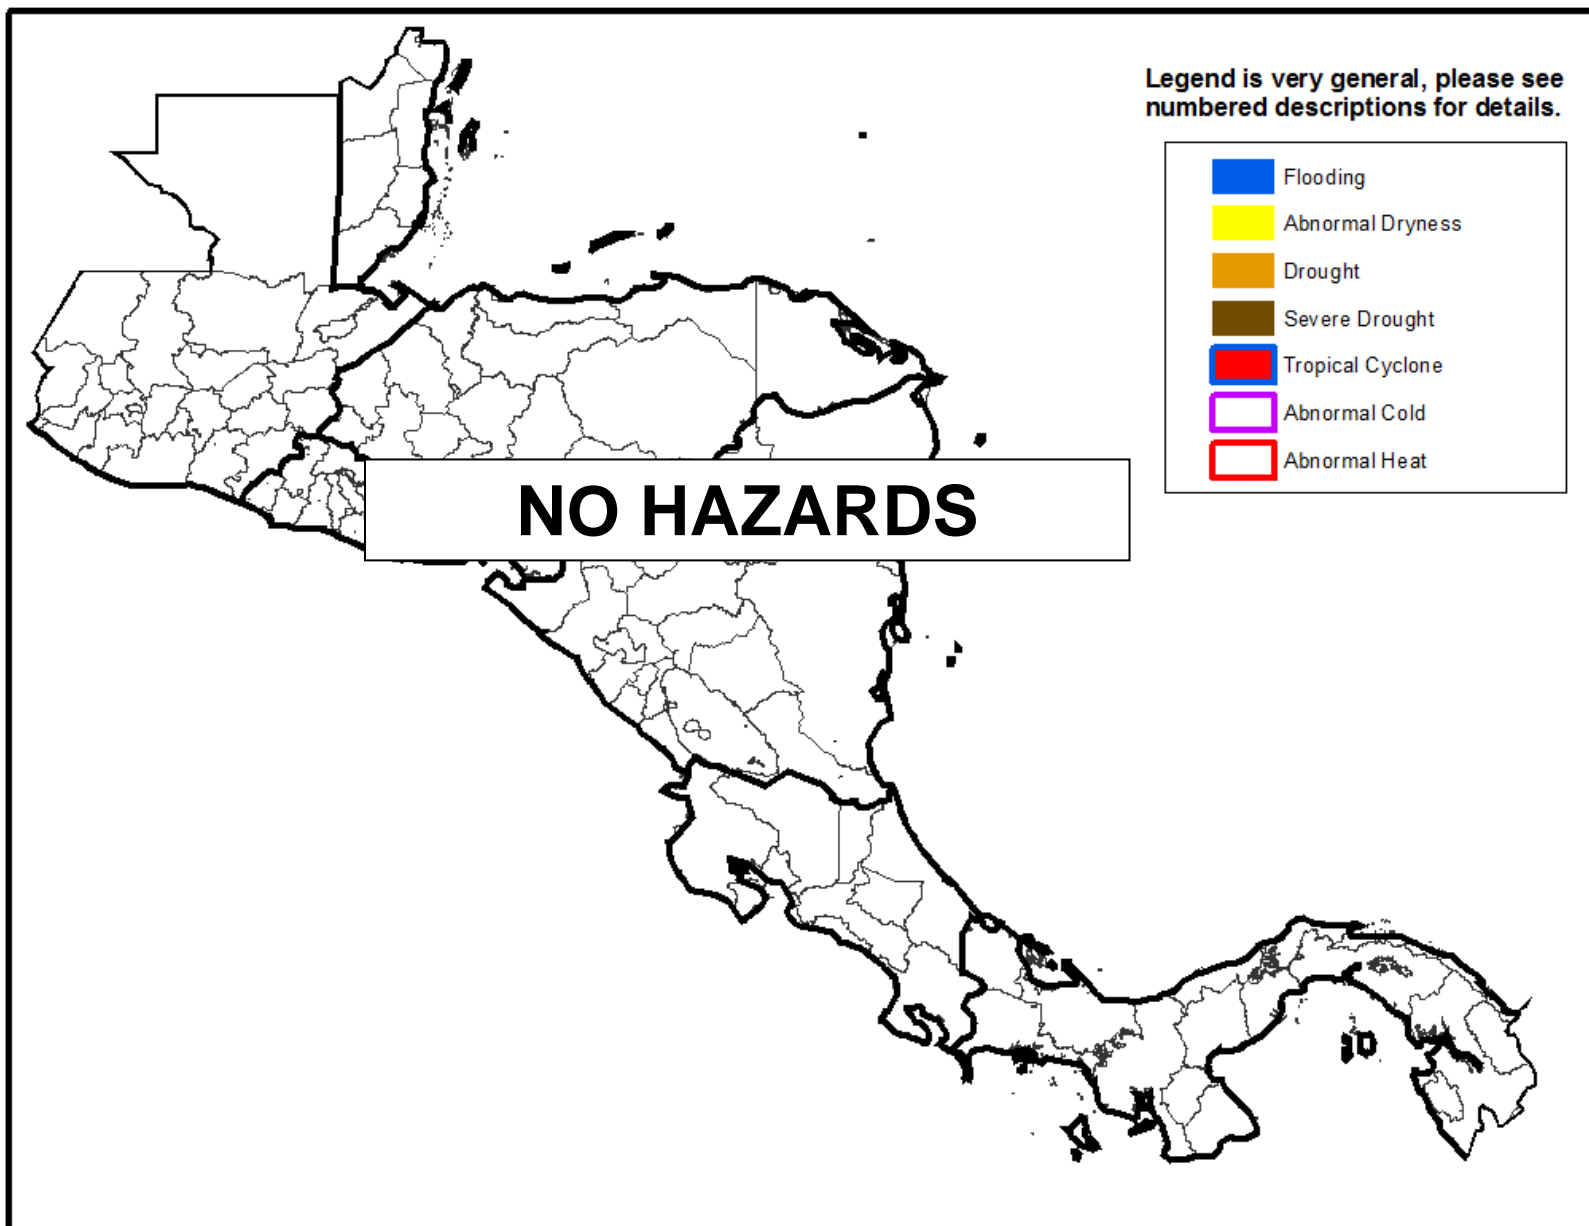 Legend is very general, please see
numbered descriptions for details.
Flooding
Abnormal Dryness
Drought
Severe Drought
Tropical Cyclone
Abnormal Cold
Abnormal Heat
NO HAZARDS